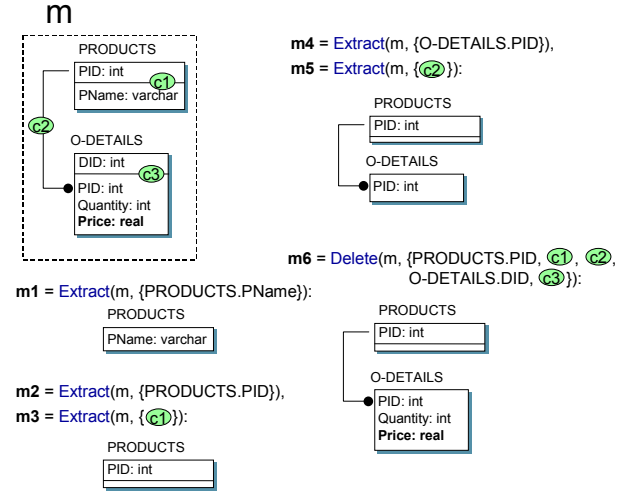 m
PRODUCTS
PID: int
c1
PName: varchar
c2
O-DETAILS
DID: int
c3
PID: int
Quantity: int
Price: real
m1 = Extract(m, {PRODUCTS.PName}):
PRODUCTS
PName: varchar
m2 = Extract(m, {PRODUCTS.PID}),
m3 = Extract(m, {c1}):
PRODUCTS
PID: int
m4 = Extract(m, {O-DETAILS.PID}),
m5 = Extract(m, {c2}):
PRODUCTS
PID: int
O-DETAILS
PID: int
m6 = Delete(m, {PRODUCTS.PID, c1, c2,
O-DETAILS.DID, c3}):
PRODUCTS
PID: int
O-DETAILS
PID: int
Quantity: int
Price: real